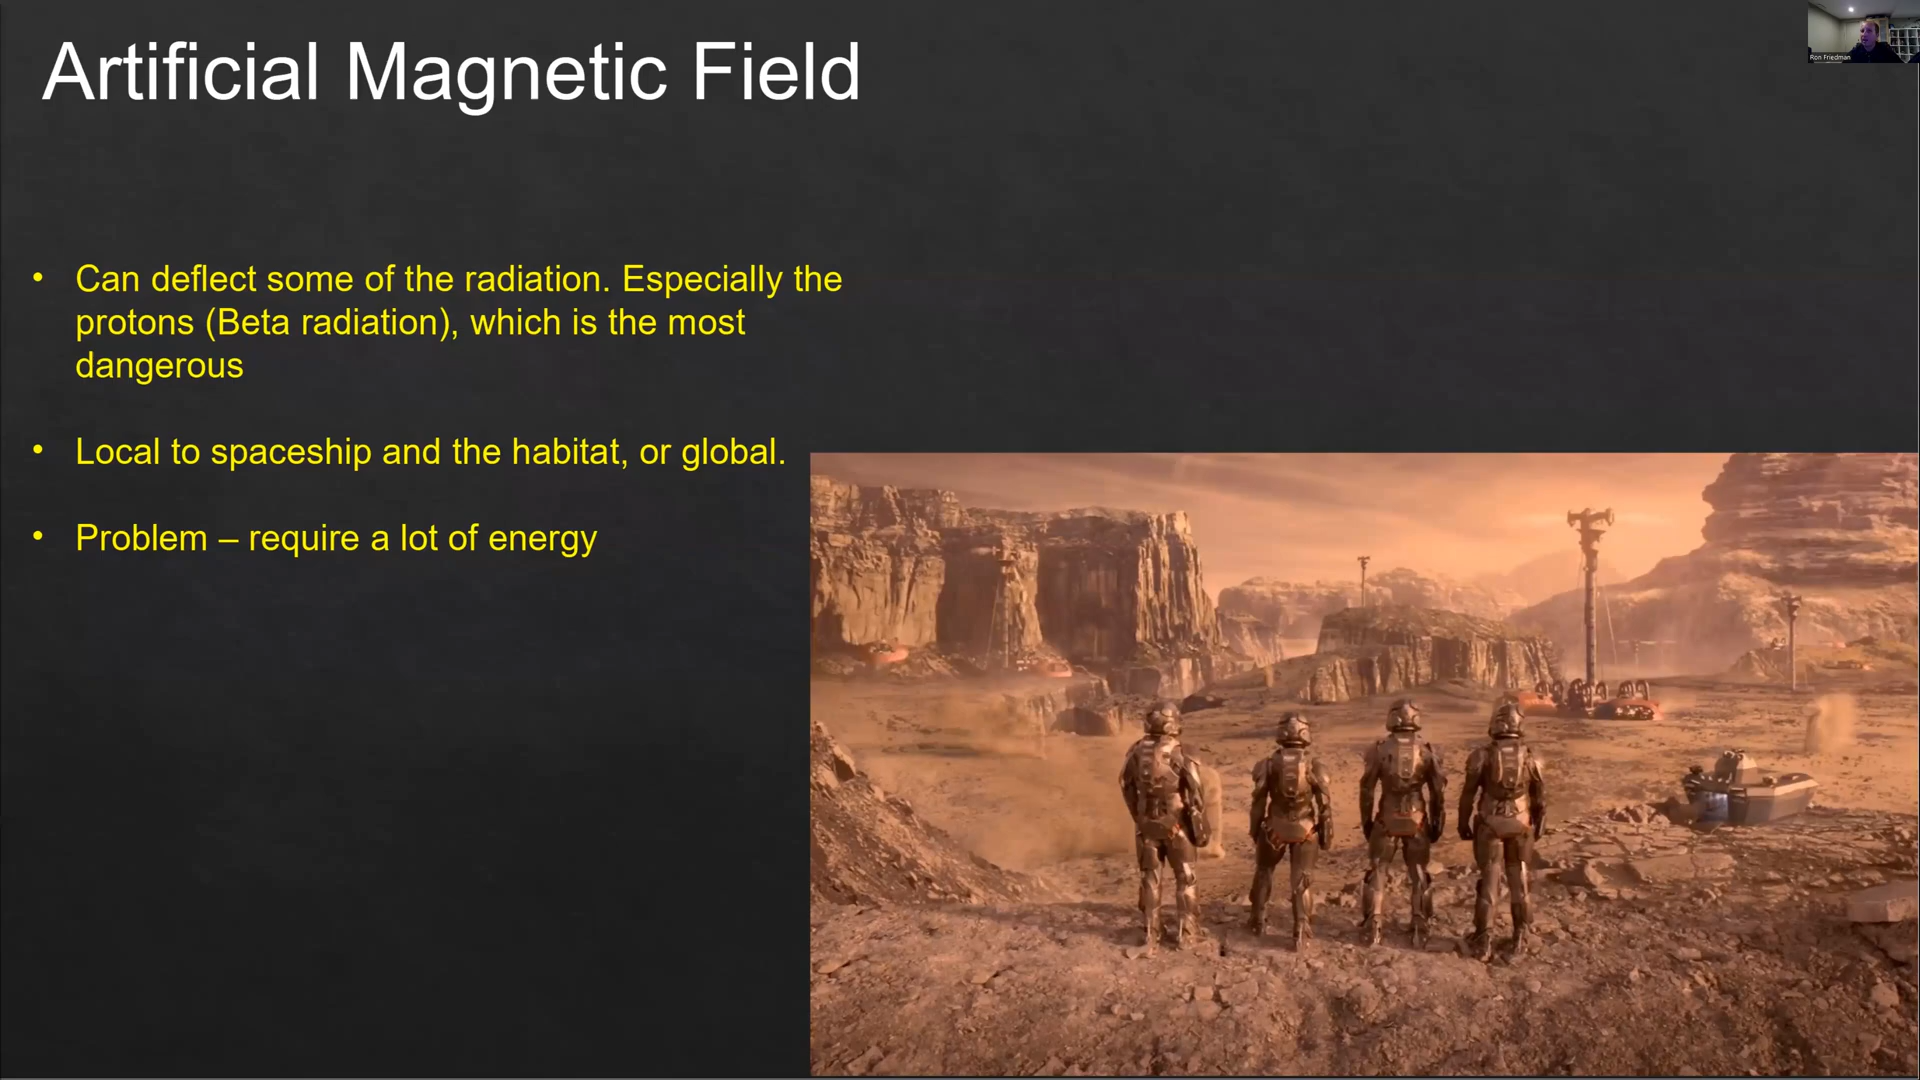 Artificial Magnetic Field
Ron Friedman
• Can deflect some of the radiation. Especially the
protons (Beta radiation), which is the most
dangerous
• Local to spaceship and the habitat, or global.
• Problem – require a lot of energy